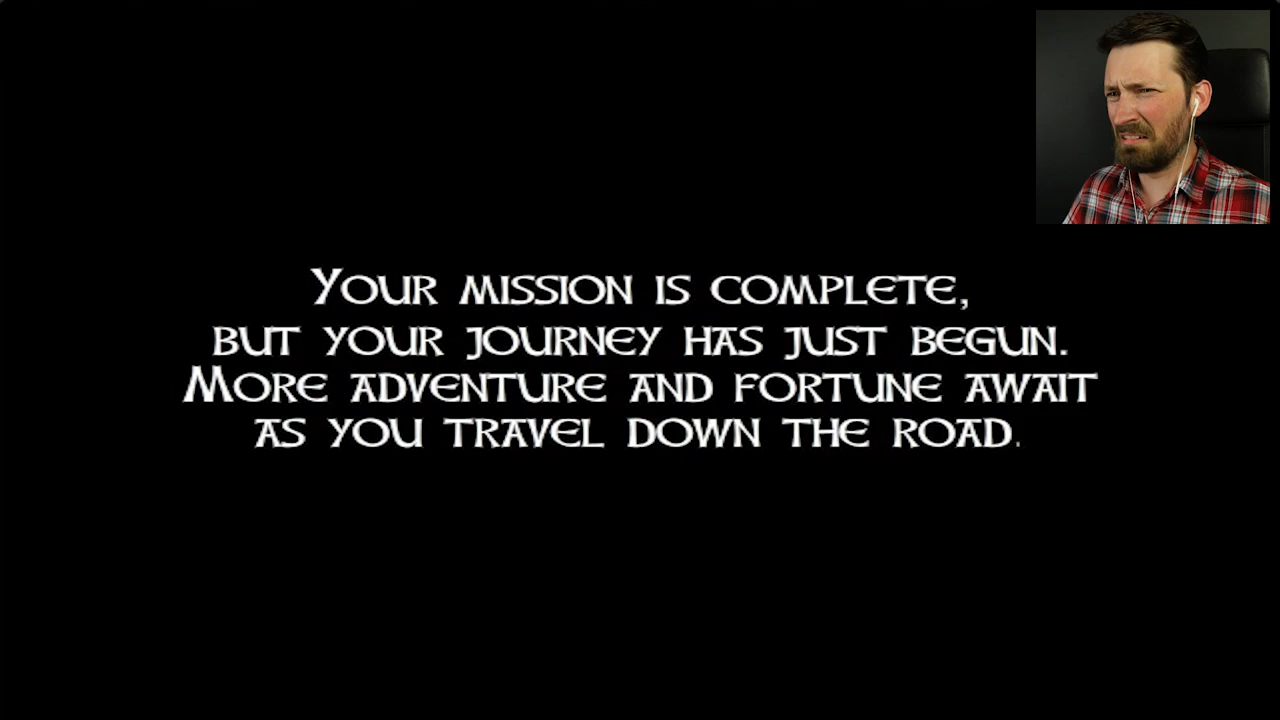 Your mission is complete,
but your journey has just begun.
More adventure and fortune await
as you travel down the road.